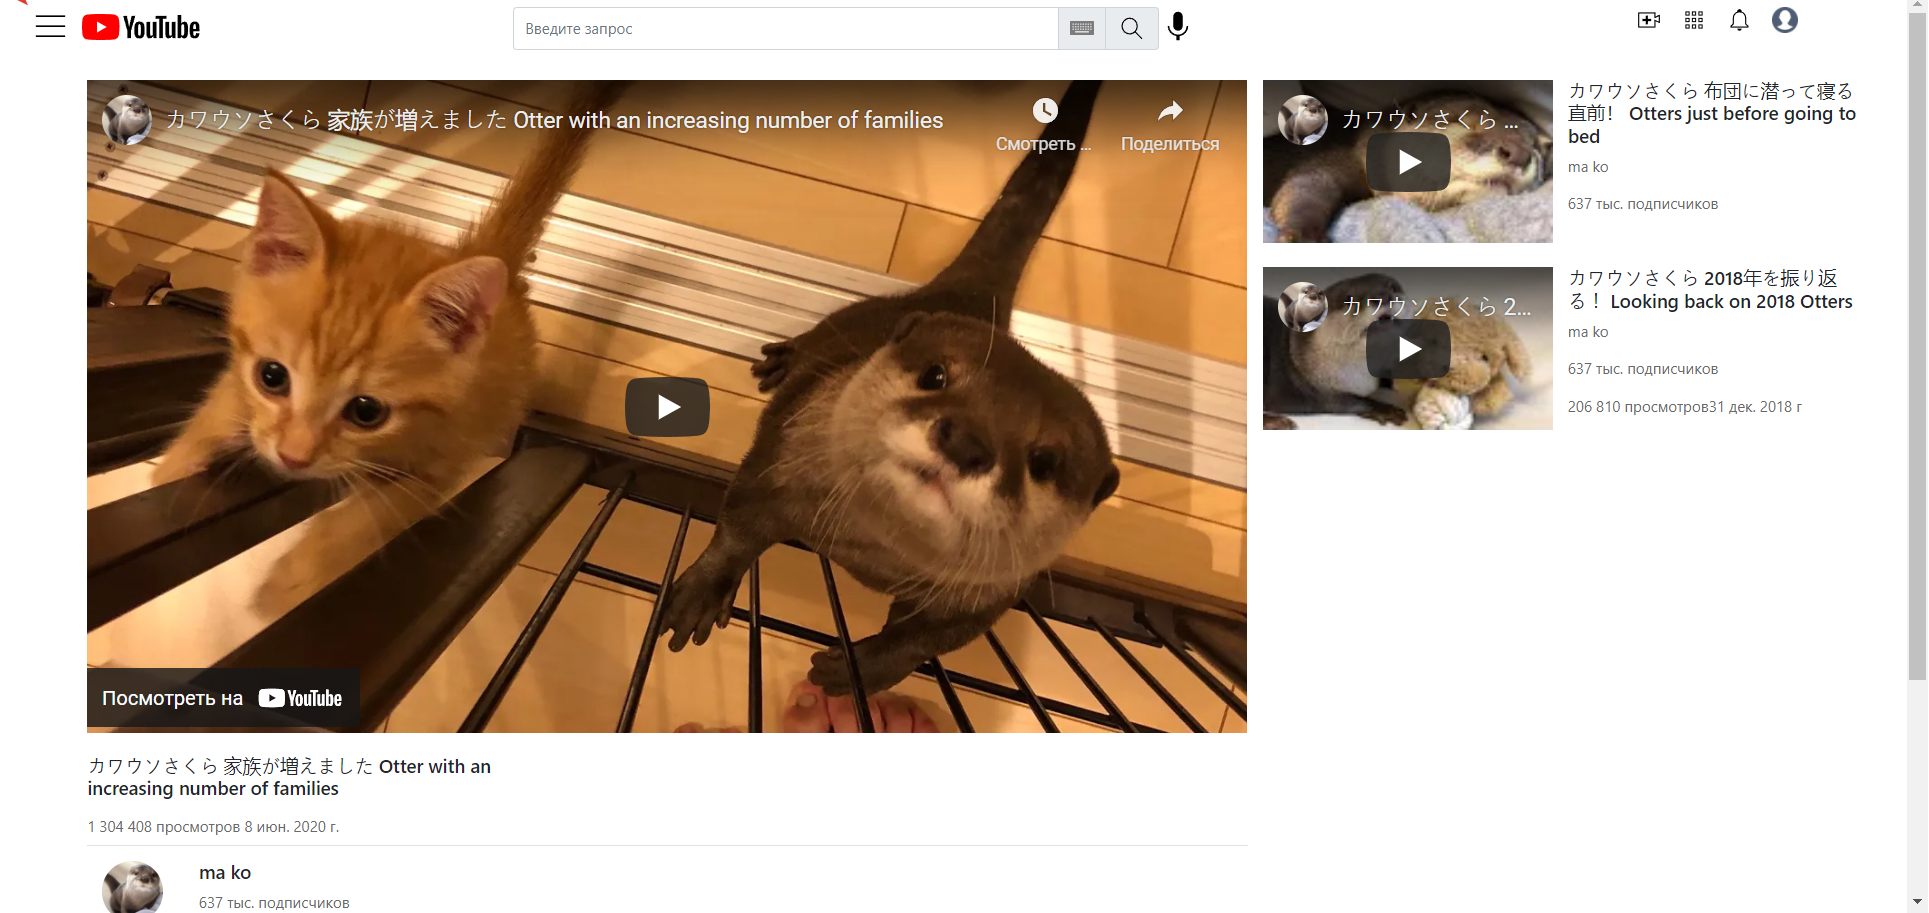 YouTube
Введите запрос
カワウソさくら 家族が増えました Otter with an increasing number of families
Смотреть ...
Поделиться
Посмотреть на YouTube
カワウソさくら 家族が増えました Otter with an
increasing number of families
1 304 408 просмотров 8 июн. 2020 г.
ma ko
637 тыс. подписчиков
カワウソさくら ...
カワウソさくら 布団に潜って寝る
直前！ Otters just before going to
bed
ma ko
637 тыс. подписчиков
カワウソさくら 2...
カワウソさくら 2018年を振り返
る！ Looking back on 2018 Otters
ma ko
637 тыс. подписчиков
206 810 просмотров31 дек. 2018 г